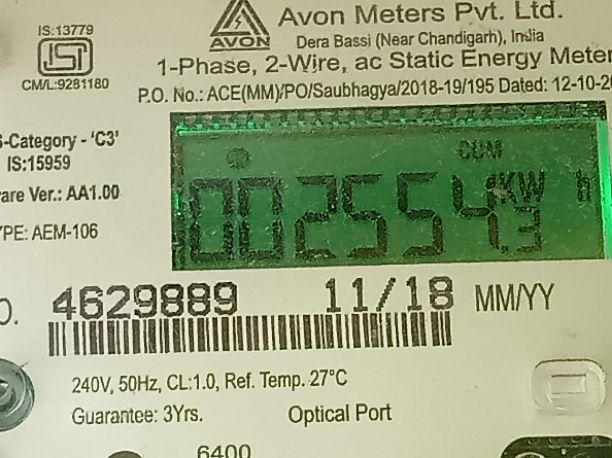 IS:13779
ISI
CM/L:9281180
AVON
Avon Meters Pvt. Ltd.
Dera Bassi (Near Chandigarh), India
1-Phase, 2-Wire, ac Static Energy Meter
P.O. No.: ACE(MM)/PO/Saubhagya/2018-19/195 Dated: 12-10-20
S-Category - 'C3'
IS:15959
are Ver.: AA1.00
YPE: AEM-106
CUM
002554.3
KW h
O. 4629889 11/18 MM/YY
240V, 50Hz, CL:1.0, Ref. Temp. 27°C
Guarantee: 3Yrs. Optical Port
6400